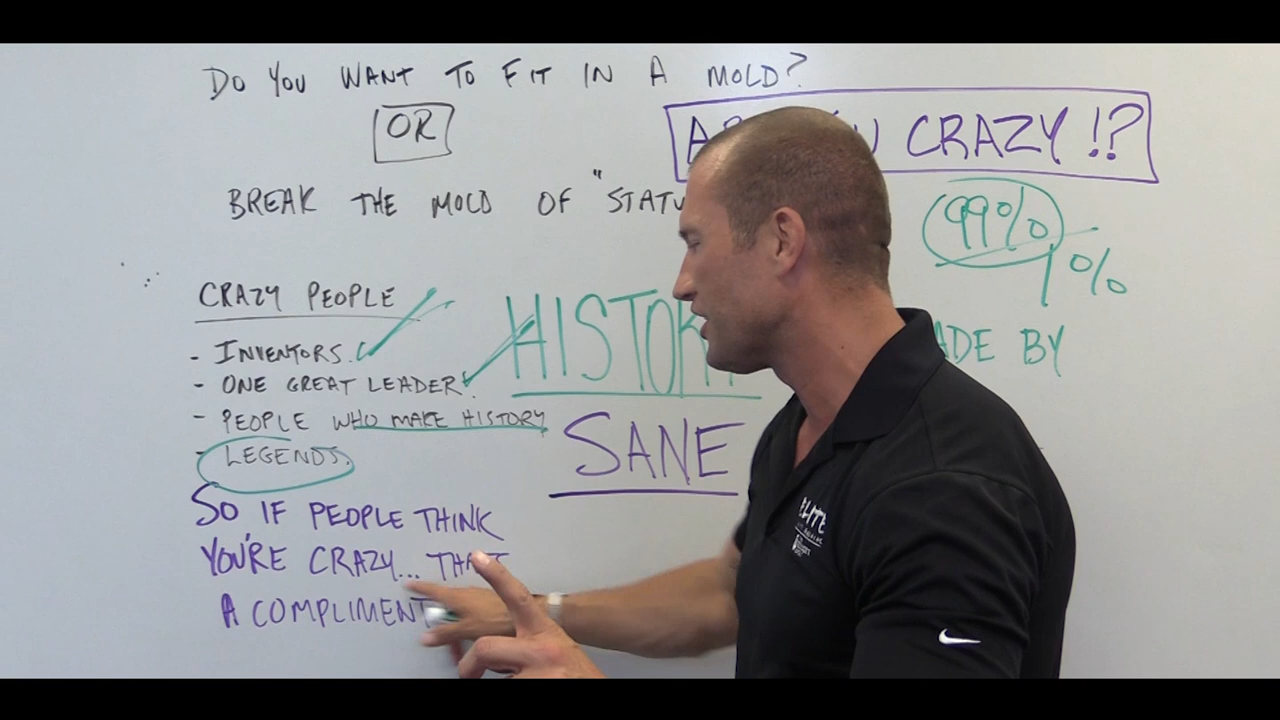 DO YOU WANT TO FIT IN A MOLD?
OR
CRAZY !?
BREAK THE MOLD OF "STATU
99%
1%
CRAZY PEOPLE
HISTORY
- INVENTORS.
ADE BY
- ONE GREAT LEADER.
- PEOPLE WHO MAKE HISTORY
SANE
- LEGENDS.
SO IF PEOPLE THINK
YOU'RE CRAZY... THAT
A COMPLIMENT
ELITE